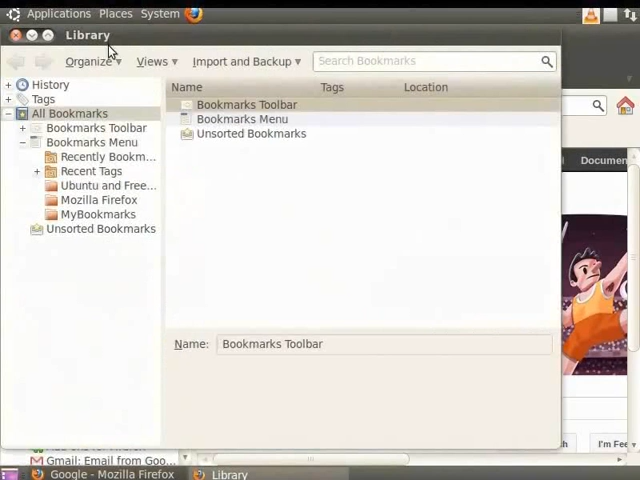 Applications Places System
Library
Organize Views Import and Backup Search Bookmarks
History
Tags
All Bookmarks
Bookmarks Toolbar
Bookmarks Menu
Recently Bookm...
Recent Tags
Ubuntu and Free...
Mozilla Firefox
MyBookmarks
Unsorted Bookmarks
Name Tags Location
Bookmarks Toolbar
Bookmarks Menu
Unsorted Bookmarks
Name: Bookmarks Toolbar
Documen
I'm Fee
Gmail: Email from Goo...
Google - Mozilla Firefox Library